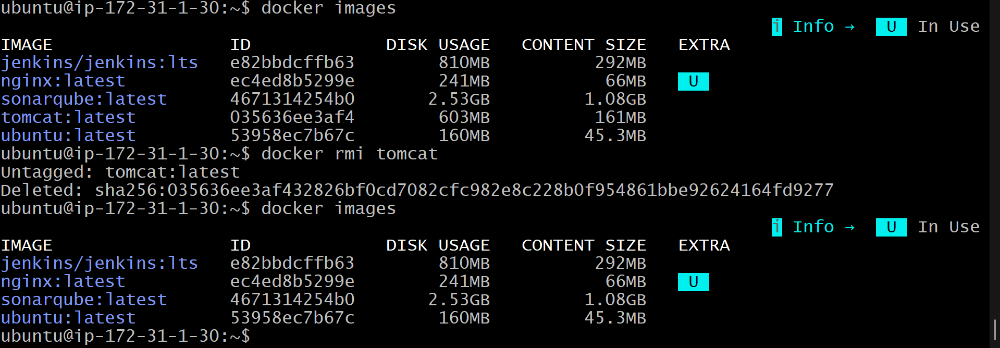 ubuntu@ip-172-31-1-30:~$ docker images
i Info → U In Use
IMAGE ID DISK USAGE CONTENT SIZE EXTRA
jenkins/jenkins:lts e82bbdcffb63 810MB 292MB
nginx:latest ec4ed8b5299e 241MB 66MB U
sonarqube:latest 4671314254b0 2.53GB 1.08GB
tomcat:latest 035636ee3af4 603MB 161MB
ubuntu:latest 53958ec7b67c 160MB 45.3MB
ubuntu@ip-172-31-1-30:~$ docker rmi tomcat
Untagged: tomcat:latest
Deleted: sha256:035636ee3af432826bf0cd7082cfc982e8c228b0f954861bbe92624164fd9277
ubuntu@ip-172-31-1-30:~$ docker images
i Info → U In Use
IMAGE ID DISK USAGE CONTENT SIZE EXTRA
jenkins/jenkins:lts e82bbdcffb63 810MB 292MB
nginx:latest ec4ed8b5299e 241MB 66MB U
sonarqube:latest 4671314254b0 2.53GB 1.08GB
ubuntu:latest 53958ec7b67c 160MB 45.3MB
ubuntu@ip-172-31-1-30:~$